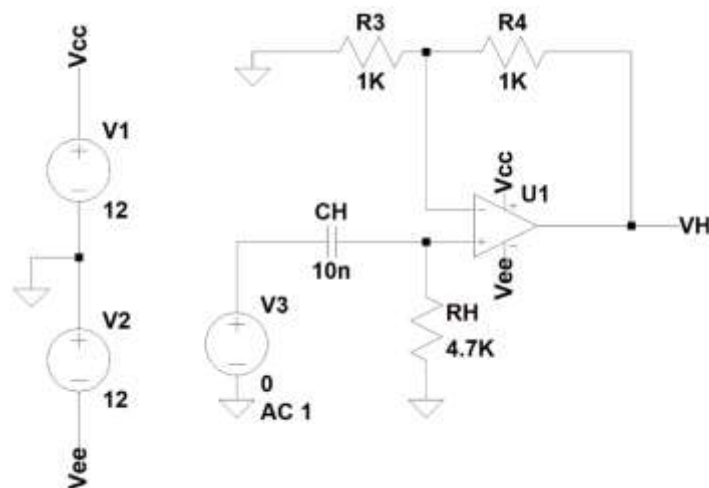 Vcc
V1
12
V2
12
Vee
R3
1K
R4
1K
Vcc
U1
CH
10n
VH
Vee
V3
0
AC 1
RH
4.7K